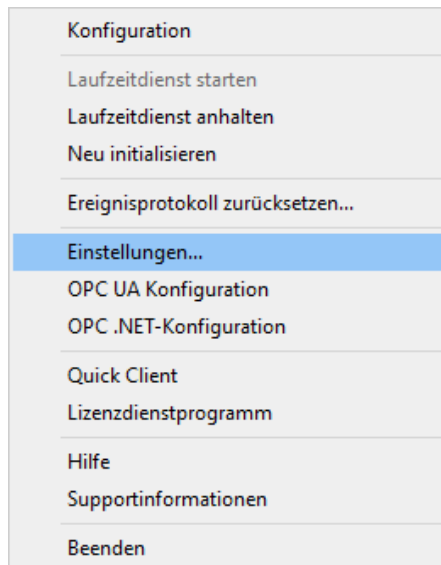 Konfiguration
Laufzeitdienst starten
Laufzeitdienst anhalten
Neu initialisieren
Ereignisprotokoll zurücksetzen...
Einstellungen...
OPC UA Konfiguration
OPC .NET-Konfiguration
Quick Client
Lizenzdienstprogramm
Hilfe
Supportinformationen
Beenden